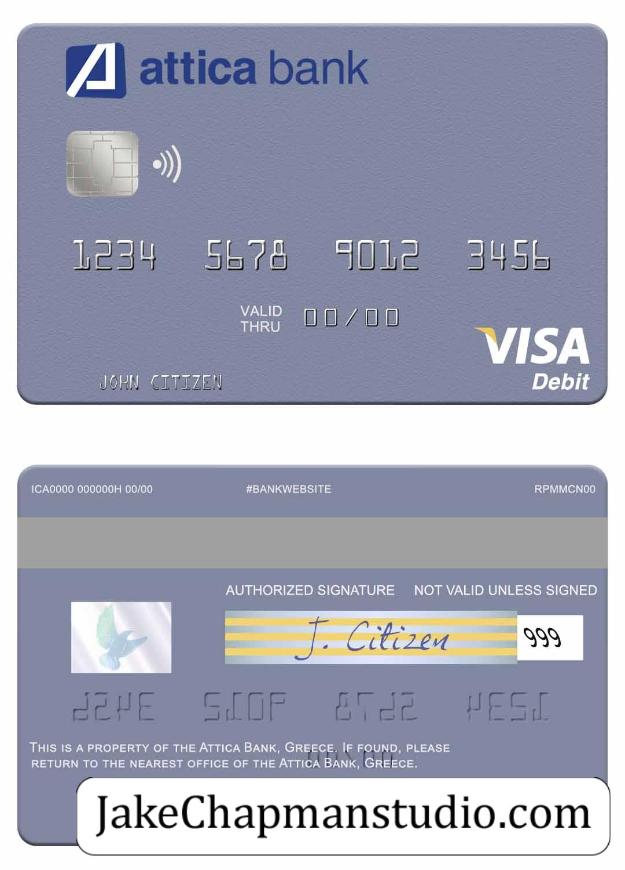 attica bank
1234 5678 9012 3456
VALID
THRU 00/00
VISA
Debit
JOHN CITIZEN
ICA0000 000000H 00/00 #BANKWEBSITE RPMMCN00
AUTHORIZED SIGNATURE NOT VALID UNLESS SIGNED
J. Citizen 999
THIS IS A PROPERTY OF THE ATTICA BANK, GREECE. IF FOUND, PLEASE
RETURN TO THE NEAREST OFFICE OF THE ATTICA BANK, GREECE.
JakeChapmanstudio.com